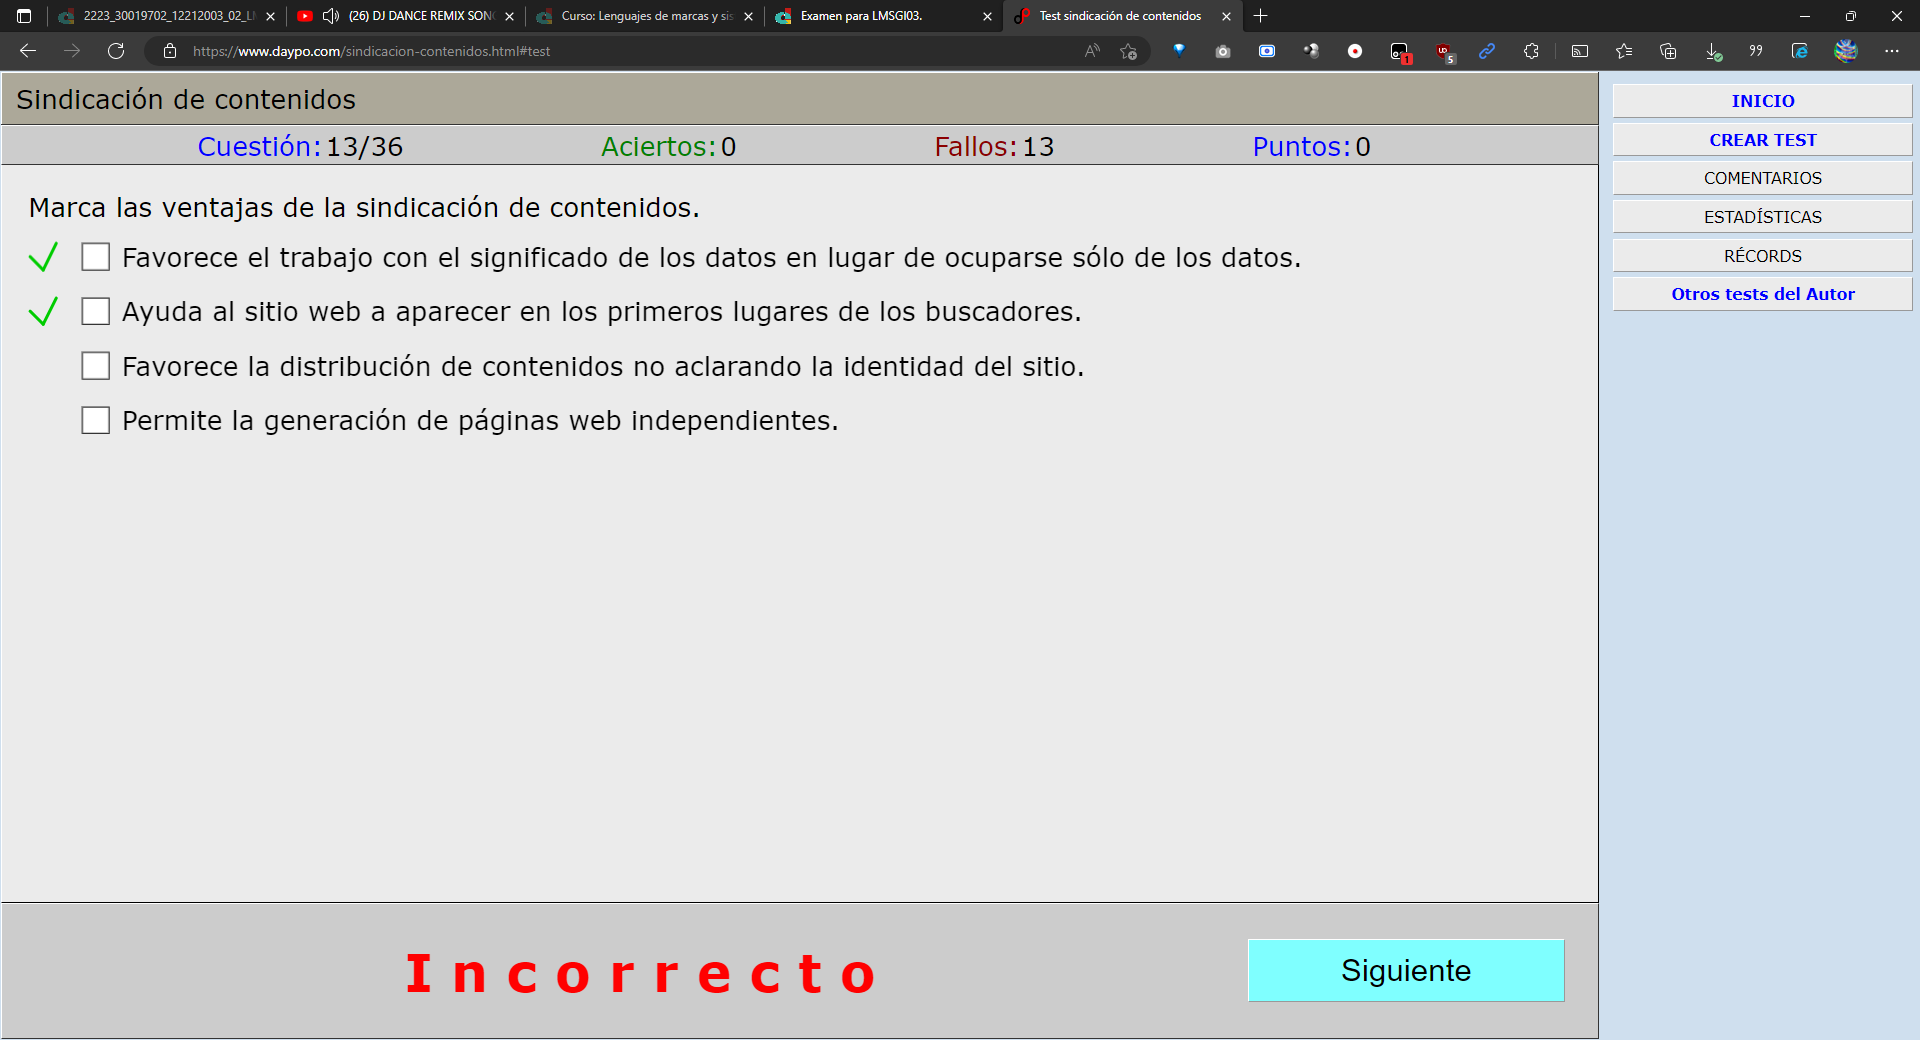 2223_30019702_12212003_02_L
(26) DJ DANCE REMIX SONG
Curso: Lenguajes de marcas y sis
Examen para LMSGI03.
Test sindicación de contenidos
https://www.daypo.com/sindicacion-contenidos.html#test
1
5
Sindicación de contenidos
Cuestión: 13/36 Aciertos: 0 Fallos: 13 Puntos: 0
Marca las ventajas de la sindicación de contenidos.
Favorece el trabajo con el significado de los datos en lugar de ocuparse sólo de los datos.
Ayuda al sitio web a aparecer en los primeros lugares de los buscadores.
Favorece la distribución de contenidos no aclarando la identidad del sitio.
Permite la generación de páginas web independientes.
Incorrecto
Siguiente
INICIO
CREAR TEST
COMENTARIOS
ESTADÍSTICAS
RÉCORDS
Otros tests del Autor